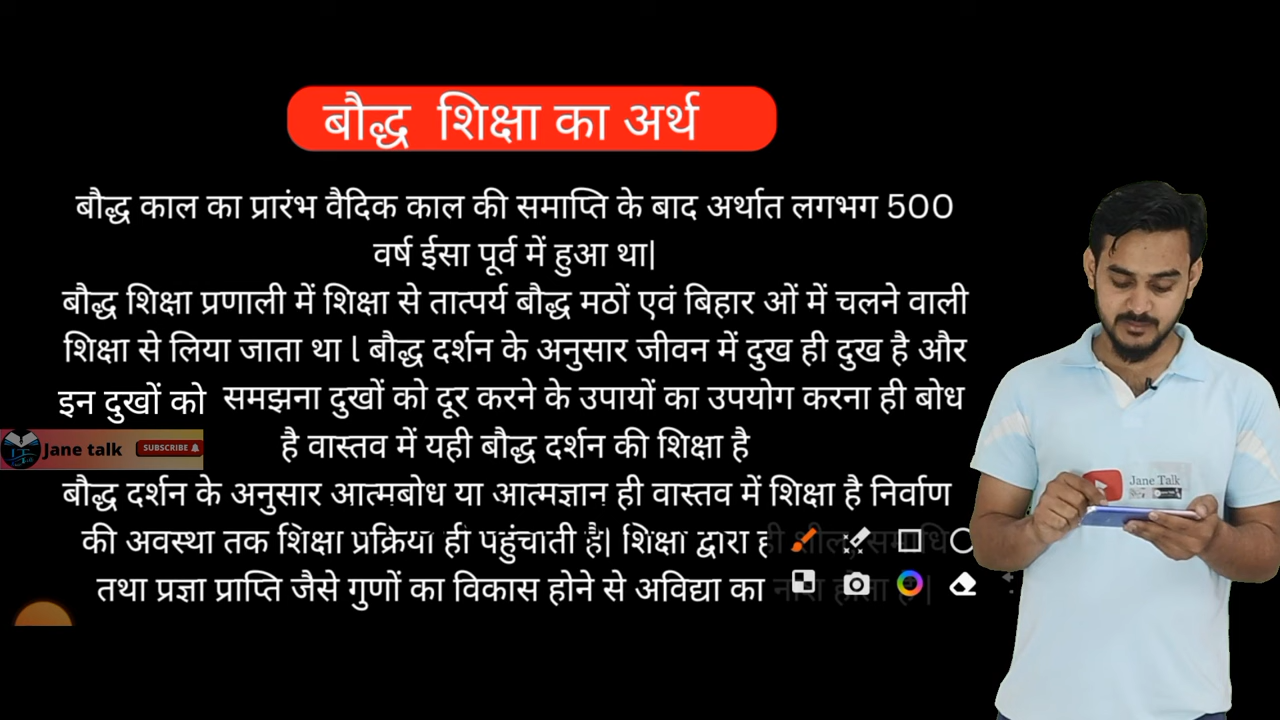 बौद्ध शिक्षा का अर्थ
बौद्ध काल का प्रारंभ वैदिक काल की समाप्ति के बाद अर्थात लगभग 500
वर्ष ईसा पूर्व में हुआ था|
बौद्ध शिक्षा प्रणाली में शिक्षा से तात्पर्य बौद्ध मठों एवं बिहार ओं में चलने वाली
शिक्षा से लिया जाता था l बौद्ध दर्शन के अनुसार जीवन में दुख ही दुख है और
इन दुखों को समझना दुखों को दूर करने के उपायों का उपयोग करना ही बोध
है वास्तव में यही बौद्ध दर्शन की शिक्षा है
Jane talk SUBSCRIBE
बौद्ध दर्शन के अनुसार आत्मबोध या आत्मज्ञान ही वास्तव में शिक्षा है निर्वाण
की अवस्था तक शिक्षा प्रक्रिया ही पहुंचाती है| शिक्षा द्वारा ही शील, समाधि
तथा प्रज्ञा प्राप्ति जैसे गुणों का विकास होने से अविद्या का नाश होता है|
Jane Talk